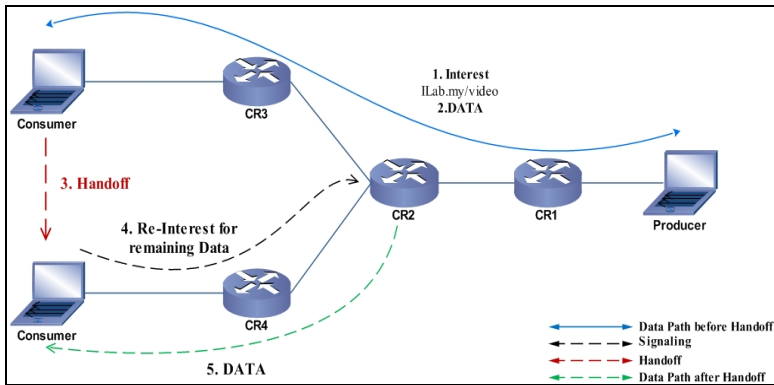 1. Interest
ILab.my/video
2.DATA
Consumer
CR3
3. Handoff
4. Re-Interest for
remaining Data
CR2
CR1
Producer
Consumer
CR4
5. DATA
Data Path before Handoff
Signaling
Handoff
Data Path after Handoff